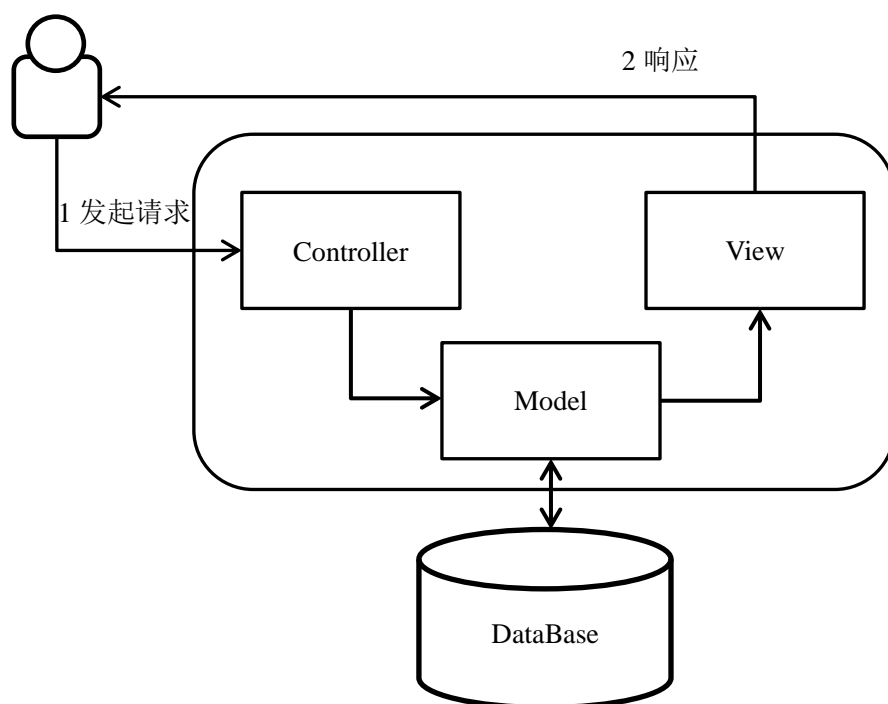 2 响应
1 发起请求
Controller
View
Model
DataBase